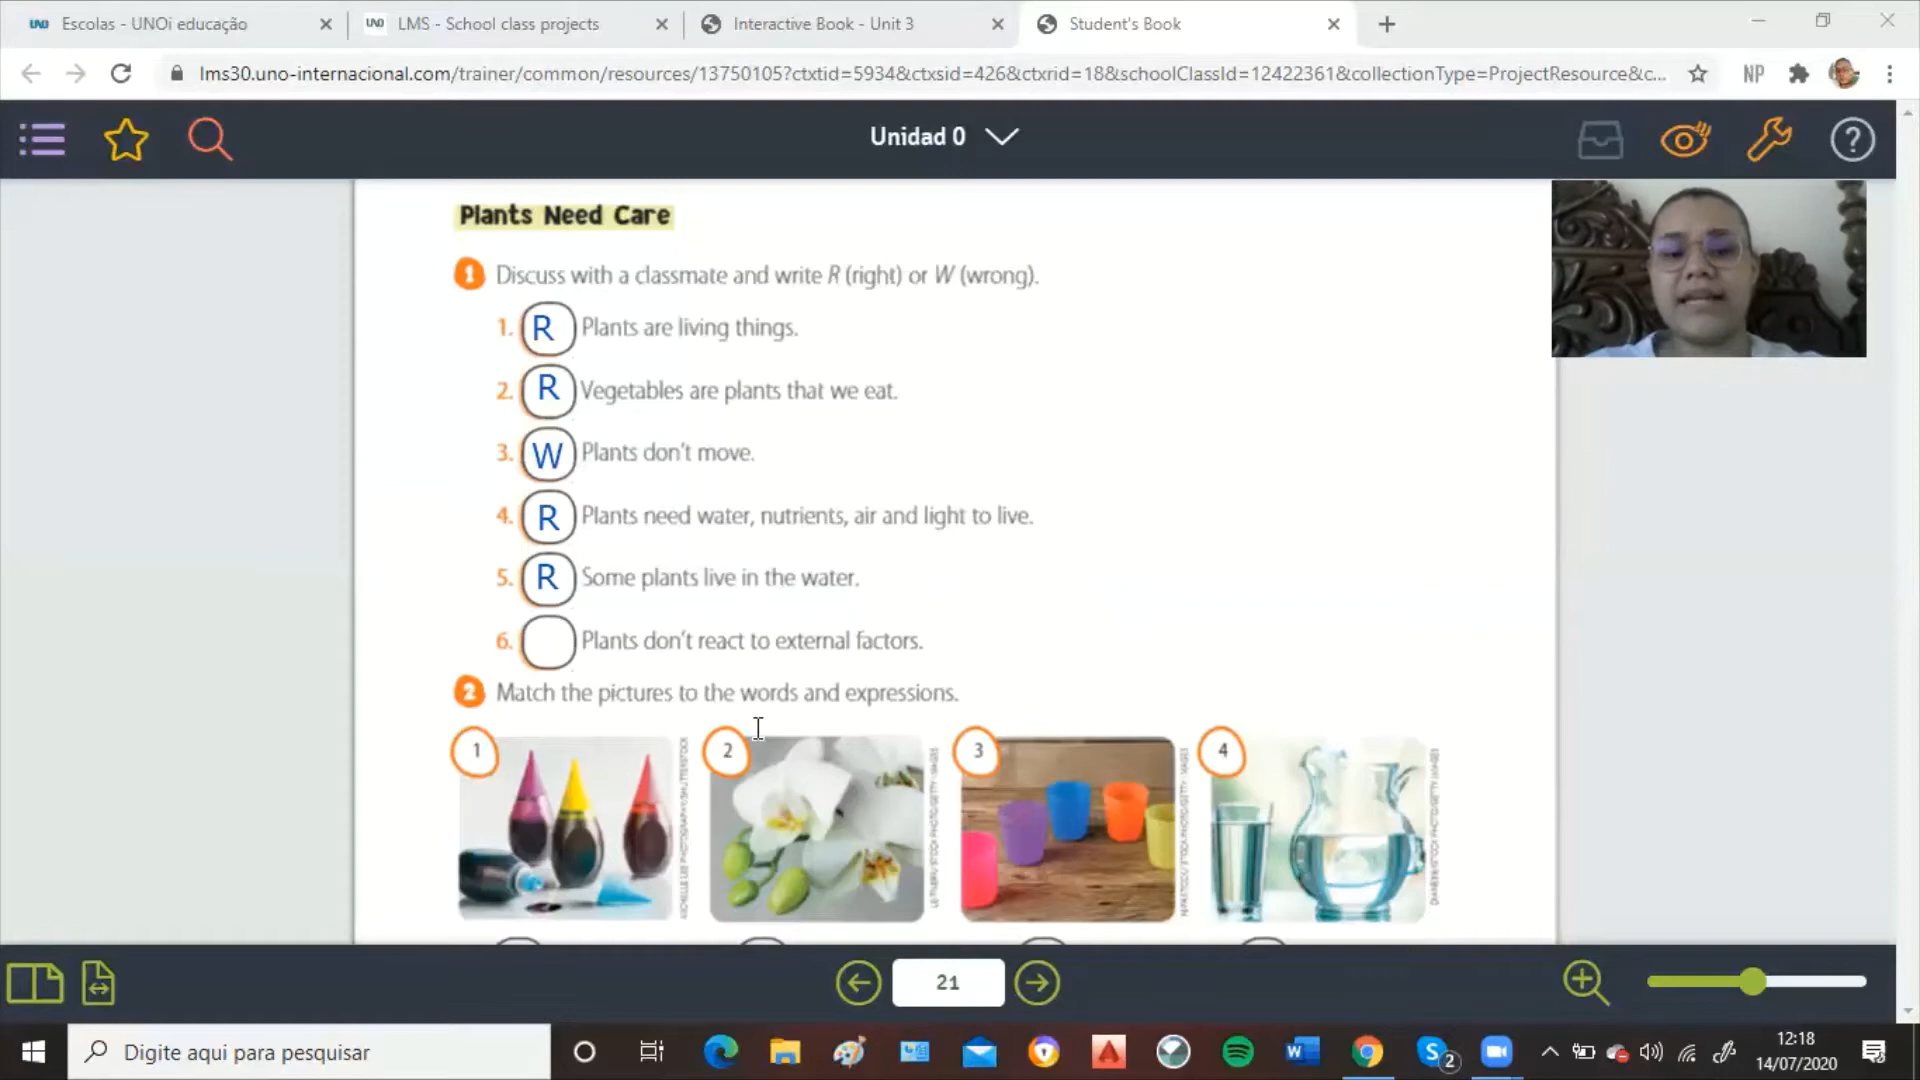 Escolas - UNOi educação
LMS - School class projects
Interactive Book - Unit 3
Student's Book
lms30.uno-internacional.com/trainer/common/resources/13750105?ctxtid=5934&ctxsid=426&ctxrid=18&schoolClassId=12422361&collectionType=ProjectResource&c...
NP
Unidad 0
Plants Need Care
1 Discuss with a classmate and write R (right) or W (wrong).
1. R Plants are living things.
2. R Vegetables are plants that we eat.
3. W Plants don't move.
4. R Plants need water, nutrients, air and light to live.
5. R Some plants live in the water.
6. Plants don't react to external factors.
2 Match the pictures to the words and expressions.
1
2
3
4
21
Digite aqui para pesquisar
2
12:18
14/07/2020